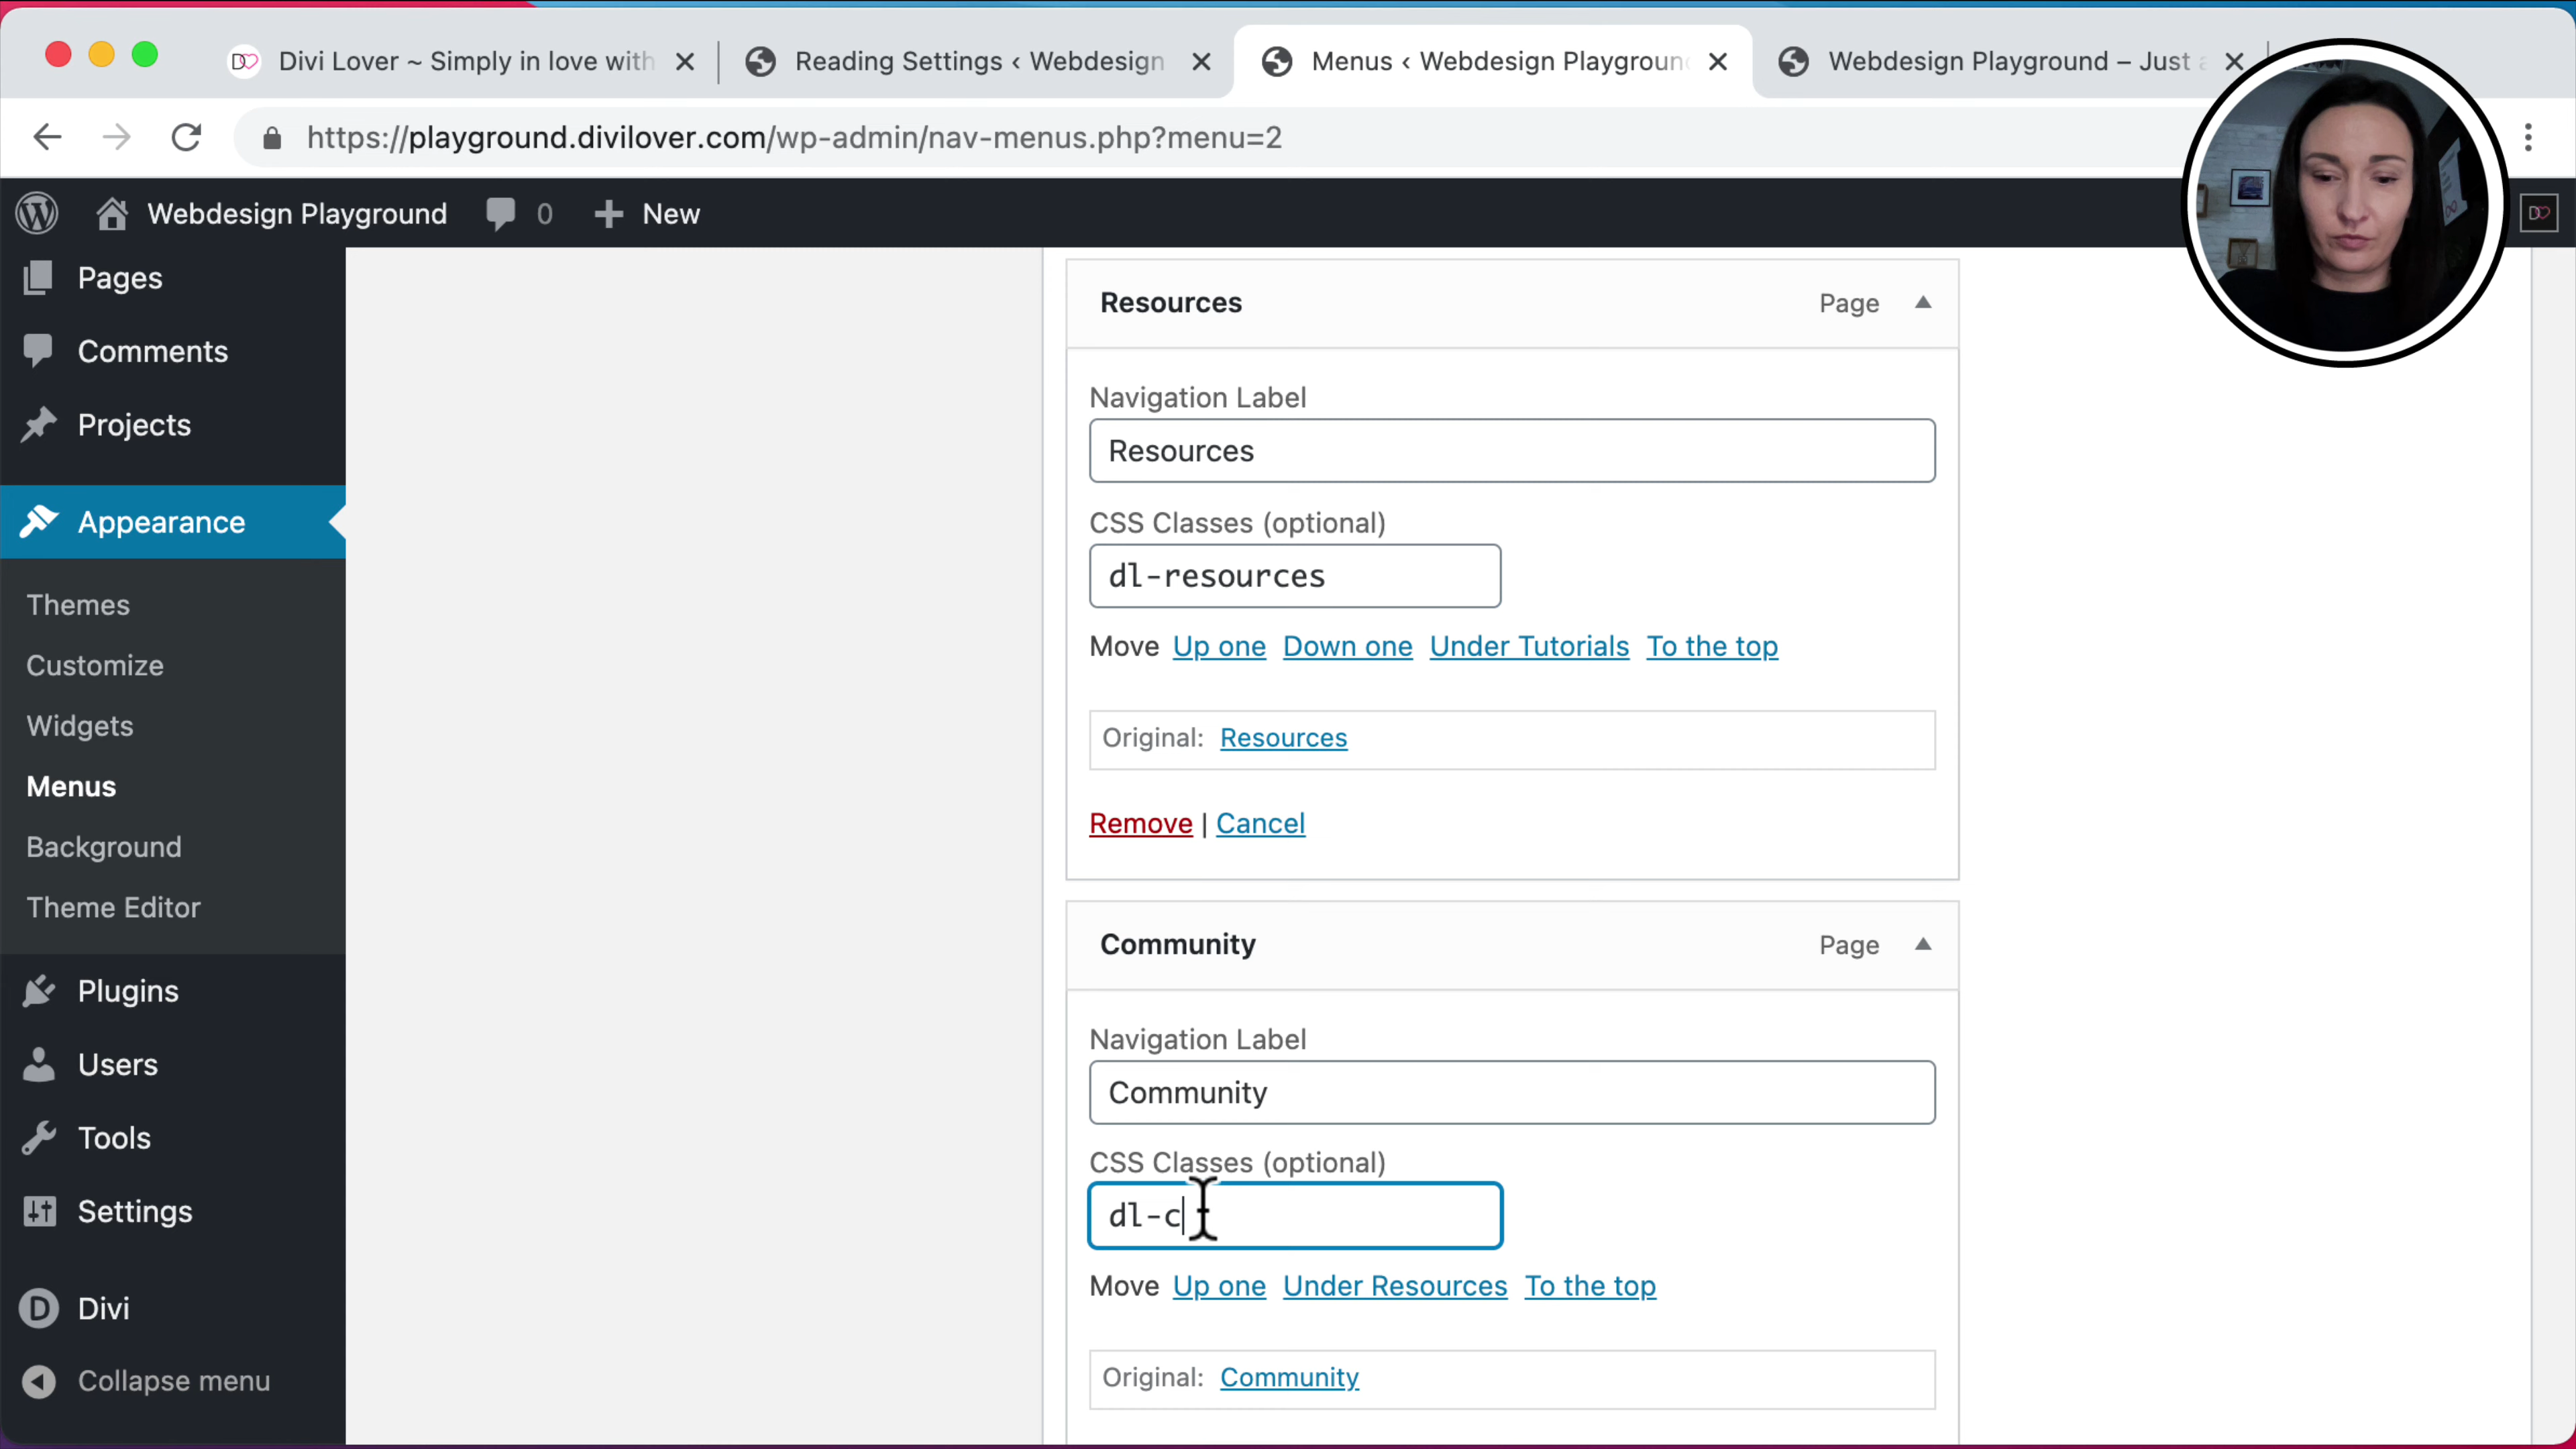 Divi Lover ~ Simply in love with
Reading Settings ‹ Webdesign
Menus ‹ Webdesign Playground
Webdesign Playground – Just a
https://playground.divilover.com/wp-admin/nav-menus.php?menu=2
Webdesign Playground
0
New
Pages
Comments
Projects
Appearance
Themes
Customize
Widgets
Menus
Background
Theme Editor
Plugins
Users
Tools
Settings
Divi
Collapse menu
Resources
Page
Navigation Label
Resources
CSS Classes (optional)
dl-resources
Move Up one Down one Under Tutorials To the top
Original: Resources
Remove | Cancel
Community
Page
Navigation Label
Community
CSS Classes (optional)
dl-c
Move Up one Under Resources To the top
Original: Community